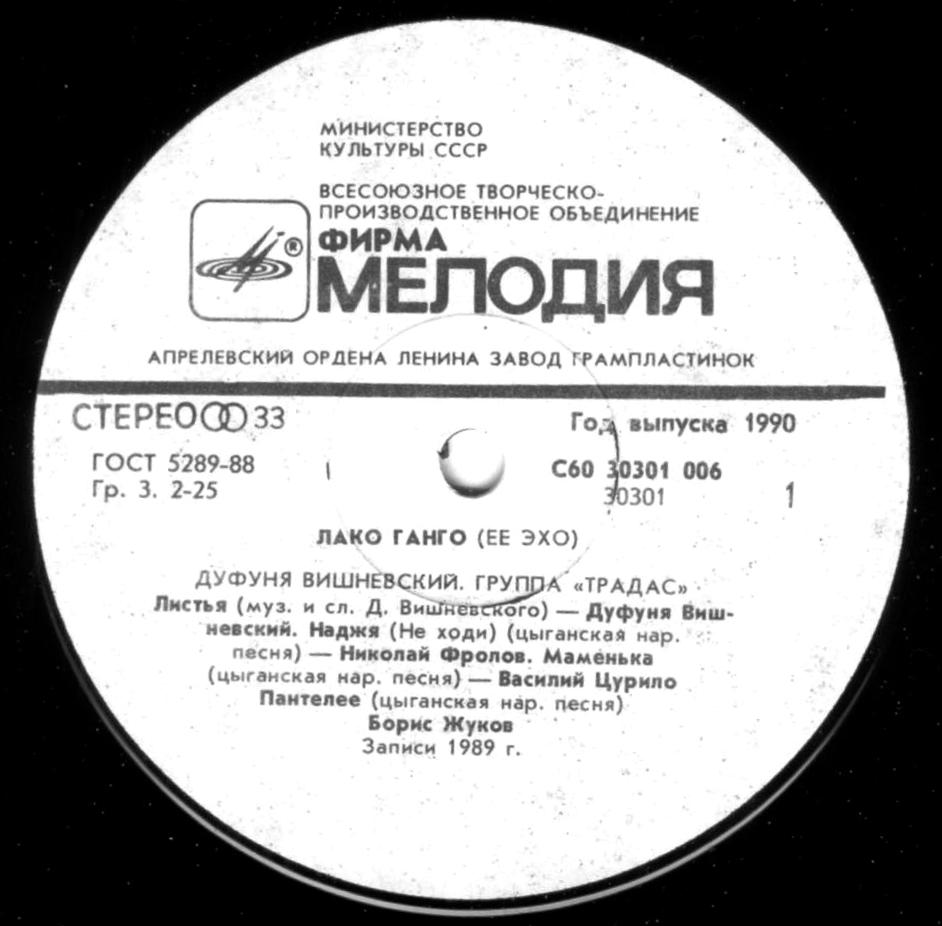 МИНИСТЕРСТВО
КУЛЬТУРЫ СССР
ВСЕСОЮЗНОЕ ТВОРЧЕСКО-
ПРОИЗВОДСТВЕННОЕ ОБЪЕДИНЕНИЕ
®
ФИРМА
МЕЛОДИЯ
АПРЕЛЕВСКИЙ ОРДЕНА ЛЕНИНА ЗАВОД ГРАМПЛАСТИНОК
СТЕРЕО 33
Год выпуска 1990
ГОСТ 5289-88
С60 30301 006
Гр. 3. 2-25
30301
1
ЛАКО ГАНГО (ЕЕ ЭХО)
ДУФУНЯ ВИШНЕВСКИЙ. ГРУППА «ТРАДАС»
Листья (муз. и сл. Д. Вишневского) — Дуфуня Виш-
невский. Наджя (Не ходи) (цыганская нар.
песня) — Николай Фролов. Маменька
(цыганская нар. песня) — Василий Цурило
Пантелее (цыганская нар. песня)
Борис Жуков
Записи 1989 г.